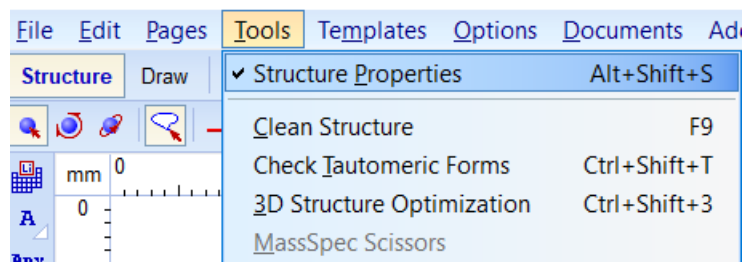 File Edit Pages Tools Templates Options Documents
Structure Draw ✓ Structure Properties Alt+Shift+S
Clean Structure F9
mm 0 Check Tautomeric Forms Ctrl+Shift+T
Li
A 0 3D Structure Optimization Ctrl+Shift+3
MassSpec Scissors